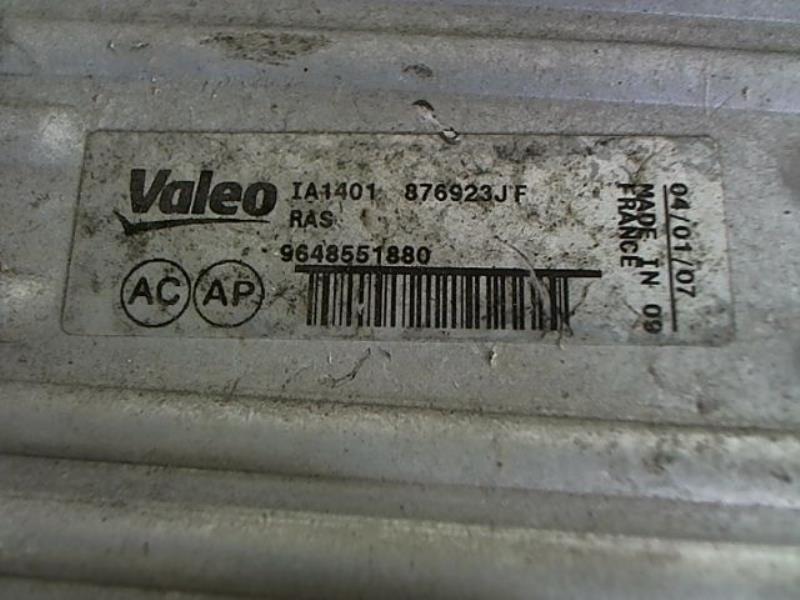 Valeo
IA1401 876923JF
RAS
9648551880
AC AP
04/01/07
MADE IN 09
FRANCE